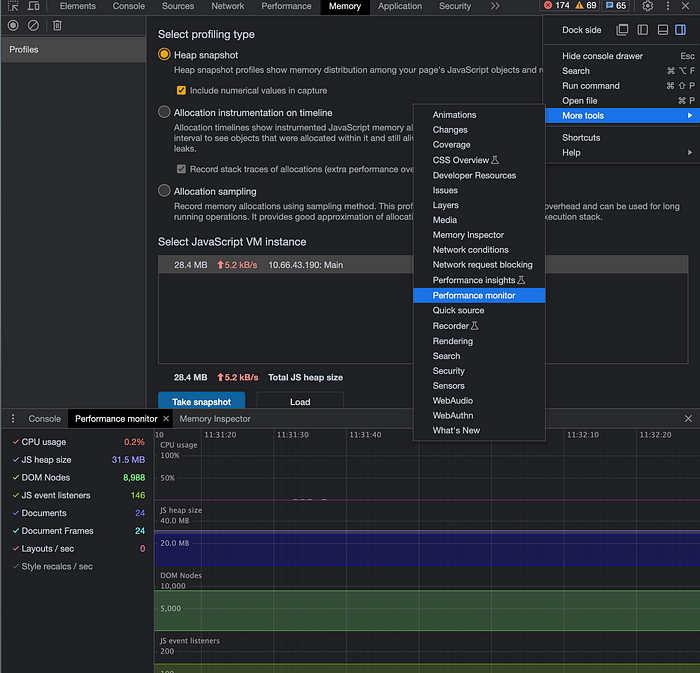 Elements Console Sources Network Performance Memory Application Security 174 69 65
Profiles
Select profiling type
Heap snapshot
Heap snapshot profiles show memory distribution among your page's JavaScript objects and
Include numerical values in capture
Allocation instrumentation on timeline
Allocation timelines show instrumented JavaScript memory
interval to see objects that were allocated within it and still
leaks.
Record stack traces of allocations (extra performance
Allocation sampling
Record memory allocations using sampling method. This overhead and can be used for long
running operations. It provides good approximation of stack.
Select JavaScript VM instance
28.4 MB 5.2 kB/s 10.66.43.190: Main
28.4 MB 5.2 kB/s Total JS heap size
Take snapshot Load
Dock side
Hide console drawer Esc
Search ⌘ ⌥ F
Run command ⌘ ⇧ P
Open file ⌘ P
More tools
Shortcuts
Help
Animations
Changes
Coverage
CSS Overview
Developer Resources
Issues
Layers
Media
Memory Inspector
Network conditions
Network request blocking
Performance insights
Performance monitor
Quick source
Recorder
Rendering
Search
Security
Sensors
WebAudio
WebAuthn
What's New
Console Performance monitor Memory Inspector
CPU usage 0.2%
JS heap size 31.5 MB
DOM Nodes 8,988
JS event listeners 146
Documents 24
Document Frames 24
Layouts / sec 0
Style recalcs / sec
10 11:31:20 11:31:30 11:31:40 11:32:10 11:32:20
CPU usage
100%
50%
JS heap size
40.0 MB
20.0 MB
DOM Nodes
10,000
5,000
JS event listeners
200
100